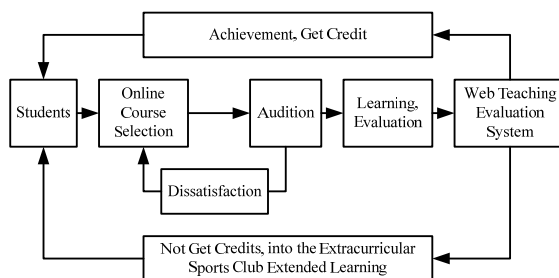 Achievement, Get Credit
Students
Online
Course
Selection
Audition
Learning,
Evaluation
Web Teaching
Evaluation
System
Dissatisfaction
Not Get Credits, into the Extracurricular
Sports Club Extended Learning